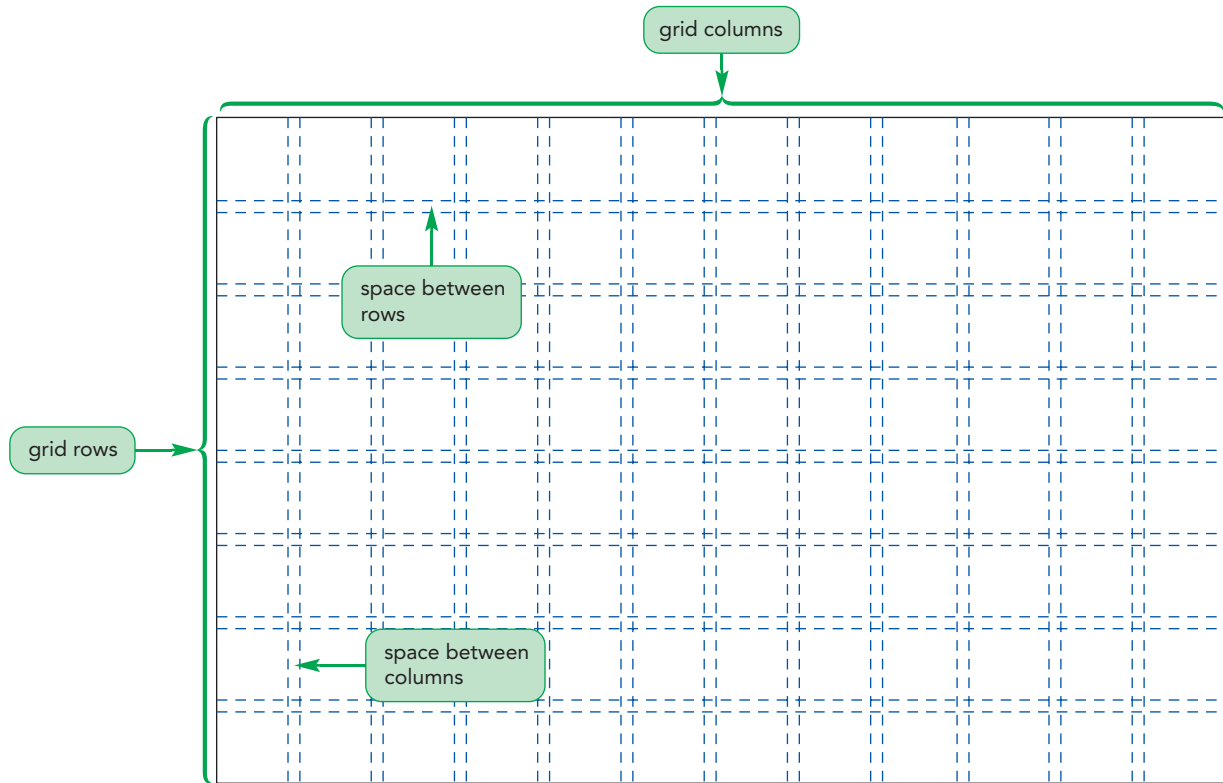 grid columns
space between
rows
grid rows
space between
columns